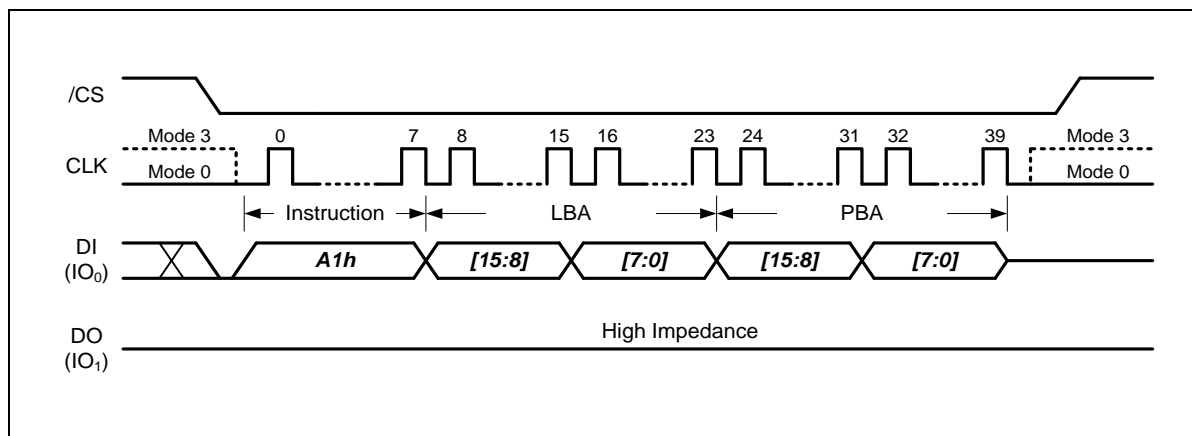 /CS
Mode 3 0 7 8 15 16 23 24 31 32 39 Mode 3
CLK
Mode 0 Mode 0
Instruction LBA PBA
DI A1h [15:8] [7:0] [15:8] [7:0]
(IO₀)
High Impedance
DO
(IO₁)